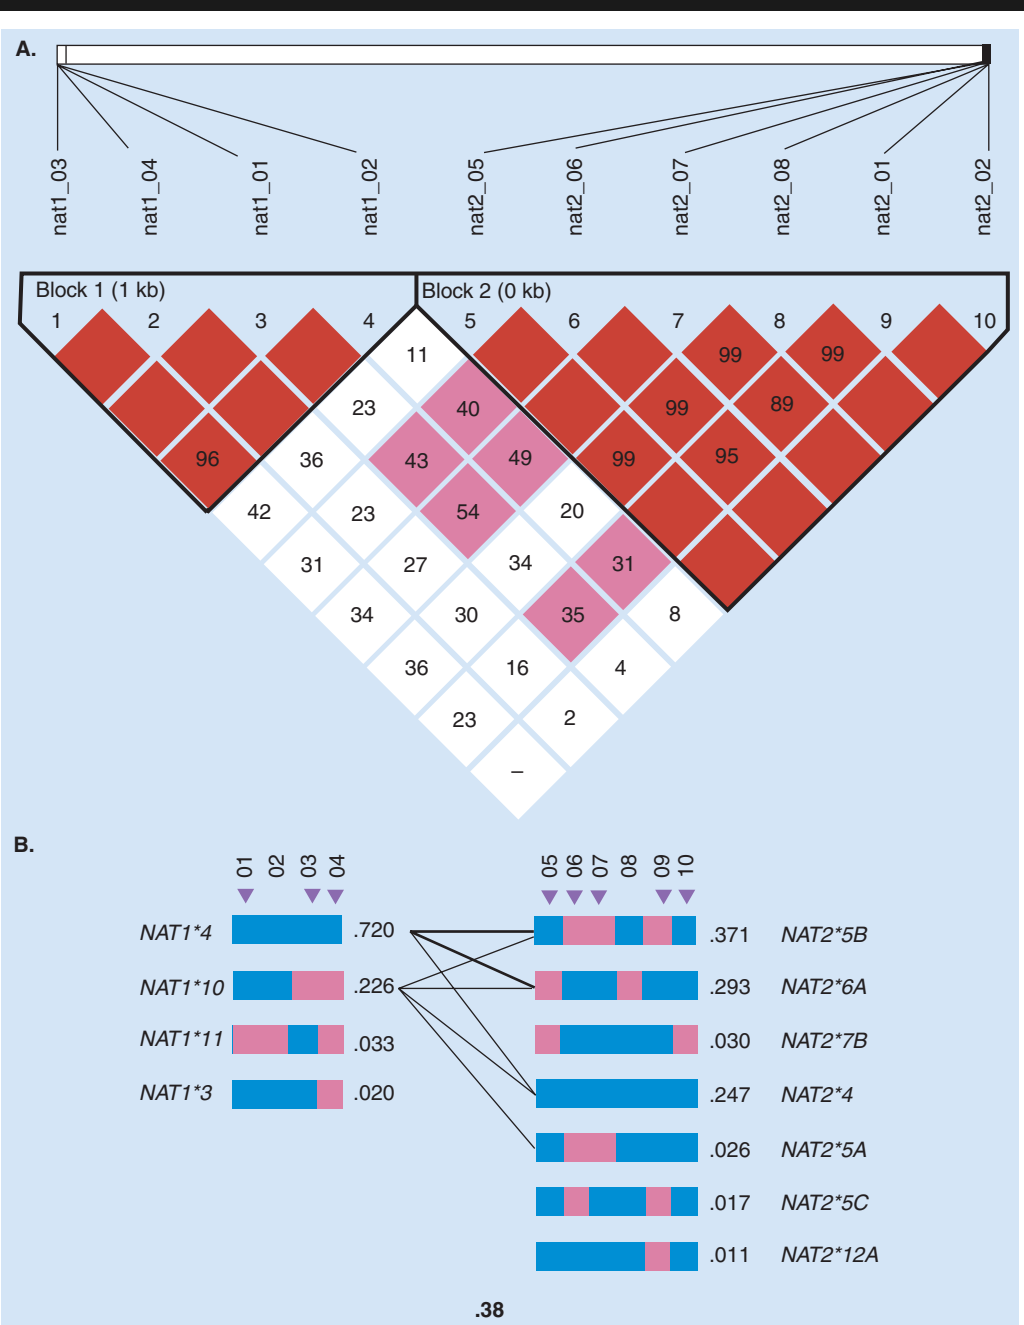 A.
nat1_03 nat1_04 nat1_01 nat1_02 nat2_05 nat2_06 nat2_07 nat2_08 nat2_01 nat2_02
Block 1 (1 kb) Block 2 (0 kb)
1 2 3 4 5 6 7 8 9 10
11 99 99
23 40 99 89
96 36 43 49 99 95
42 23 54 20
31 27 34 31
34 30 35 8
36 16 4
23 2
–
B.
01 02 03 04 05 06 07 08 09 10
NAT1*4 .720 .371 NAT2*5B
NAT1*10 .226 .293 NAT2*6A
NAT1*11 .033 .030 NAT2*7B
NAT1*3 .020 .247 NAT2*4
.026 NAT2*5A
.017 NAT2*5C
.011 NAT2*12A
.38